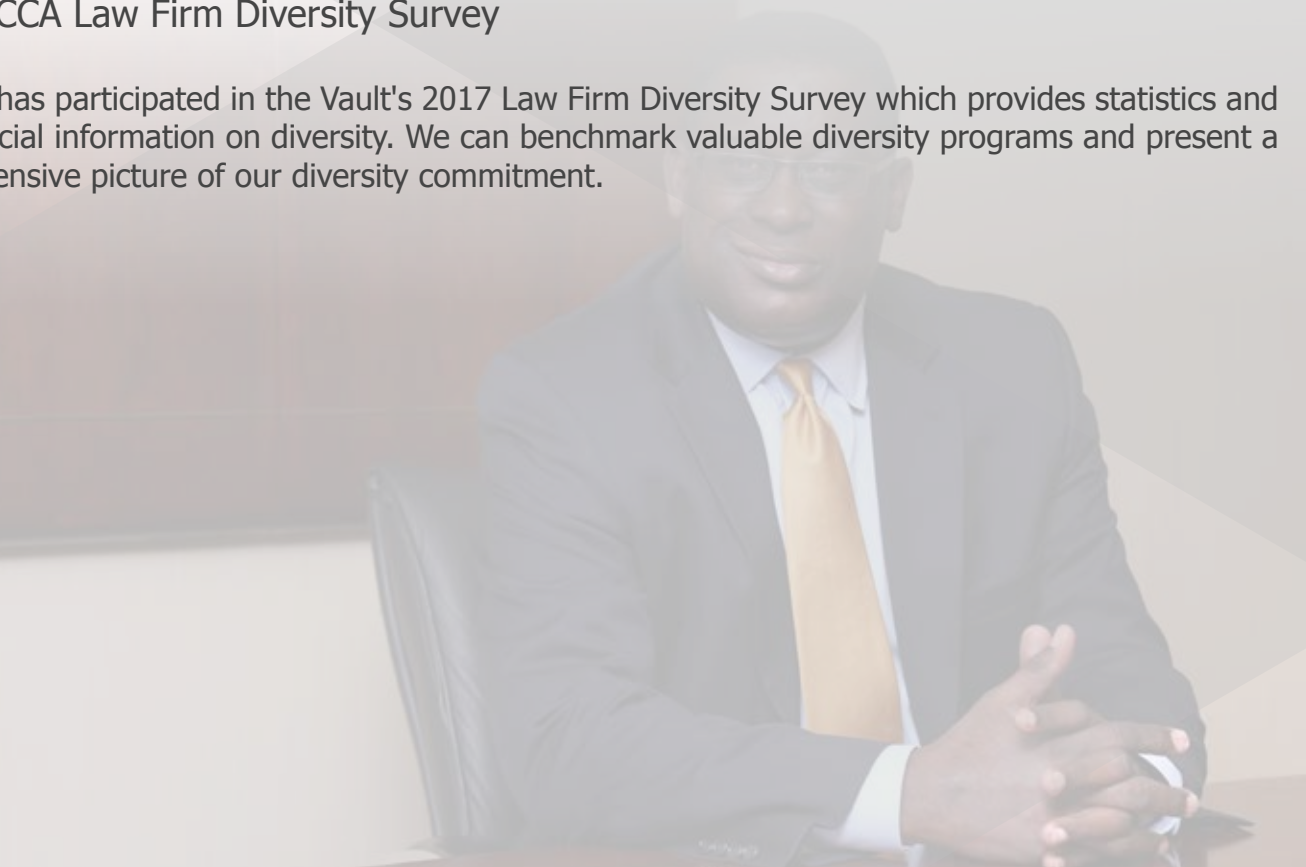 CCA Law Firm Diversity Survey
has participated in the Vault's 2017 Law Firm Diversity Survey which provides statistics and
cial information on diversity. We can benchmark valuable diversity programs and present a
ensive picture of our diversity commitment.